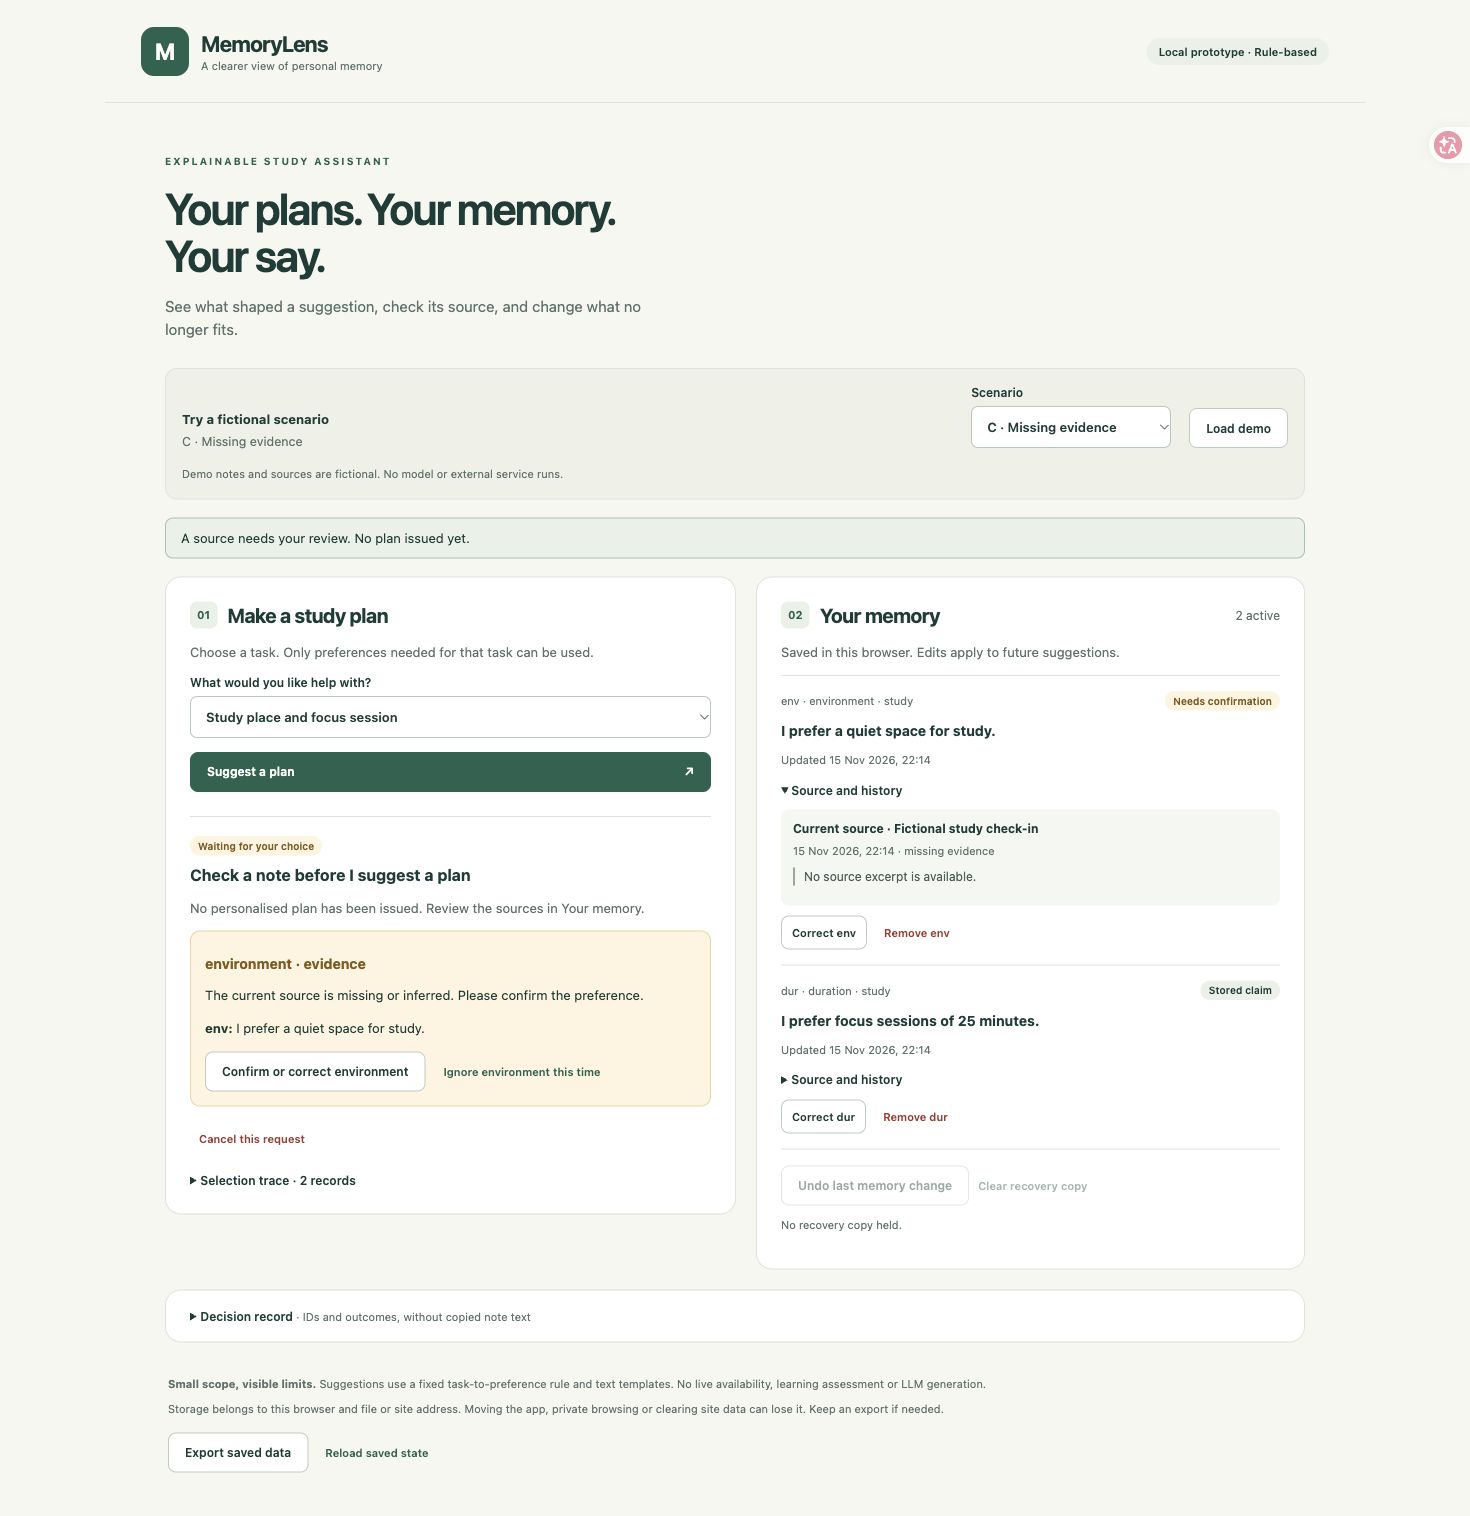 M
MemoryLens
A clearer view of personal memory
Local prototype · Rule-based
EXPLAINABLE STUDY ASSISTANT
Your plans. Your memory.
Your say.
See what shaped a suggestion, check its source, and change what no
longer fits.
Try a fictional scenario
C · Missing evidence
Demo notes and sources are fictional. No model or external service runs.
Scenario
C · Missing evidence
Load demo
A source needs your review. No plan issued yet.
01 Make a study plan
Choose a task. Only preferences needed for that task can be used.
What would you like help with?
Study place and focus session
Suggest a plan ↗
Waiting for your choice
Check a note before I suggest a plan
No personalised plan has been issued. Review the sources in Your memory.
environment · evidence
The current source is missing or inferred. Please confirm the preference.
env: I prefer a quiet space for study.
Confirm or correct environment
Ignore environment this time
Cancel this request
Selection trace · 2 records
02 Your memory
2 active
Saved in this browser. Edits apply to future suggestions.
env · environment · study
Needs confirmation
I prefer a quiet space for study.
Updated 15 Nov 2026, 22:14
Source and history
Current source · Fictional study check-in
15 Nov 2026, 22:14 · missing evidence
No source excerpt is available.
Correct env
Remove env
dur · duration · study
Stored claim
I prefer focus sessions of 25 minutes.
Updated 15 Nov 2026, 22:14
Source and history
Correct dur
Remove dur
Undo last memory change
Clear recovery copy
No recovery copy held.
Decision record · IDs and outcomes, without copied note text
Small scope, visible limits. Suggestions use a fixed task-to-preference rule and text templates. No live availability, learning assessment or LLM generation.
Storage belongs to this browser and file or site address. Moving the app, private browsing or clearing site data can lose it. Keep an export if needed.
Export saved data
Reload saved state